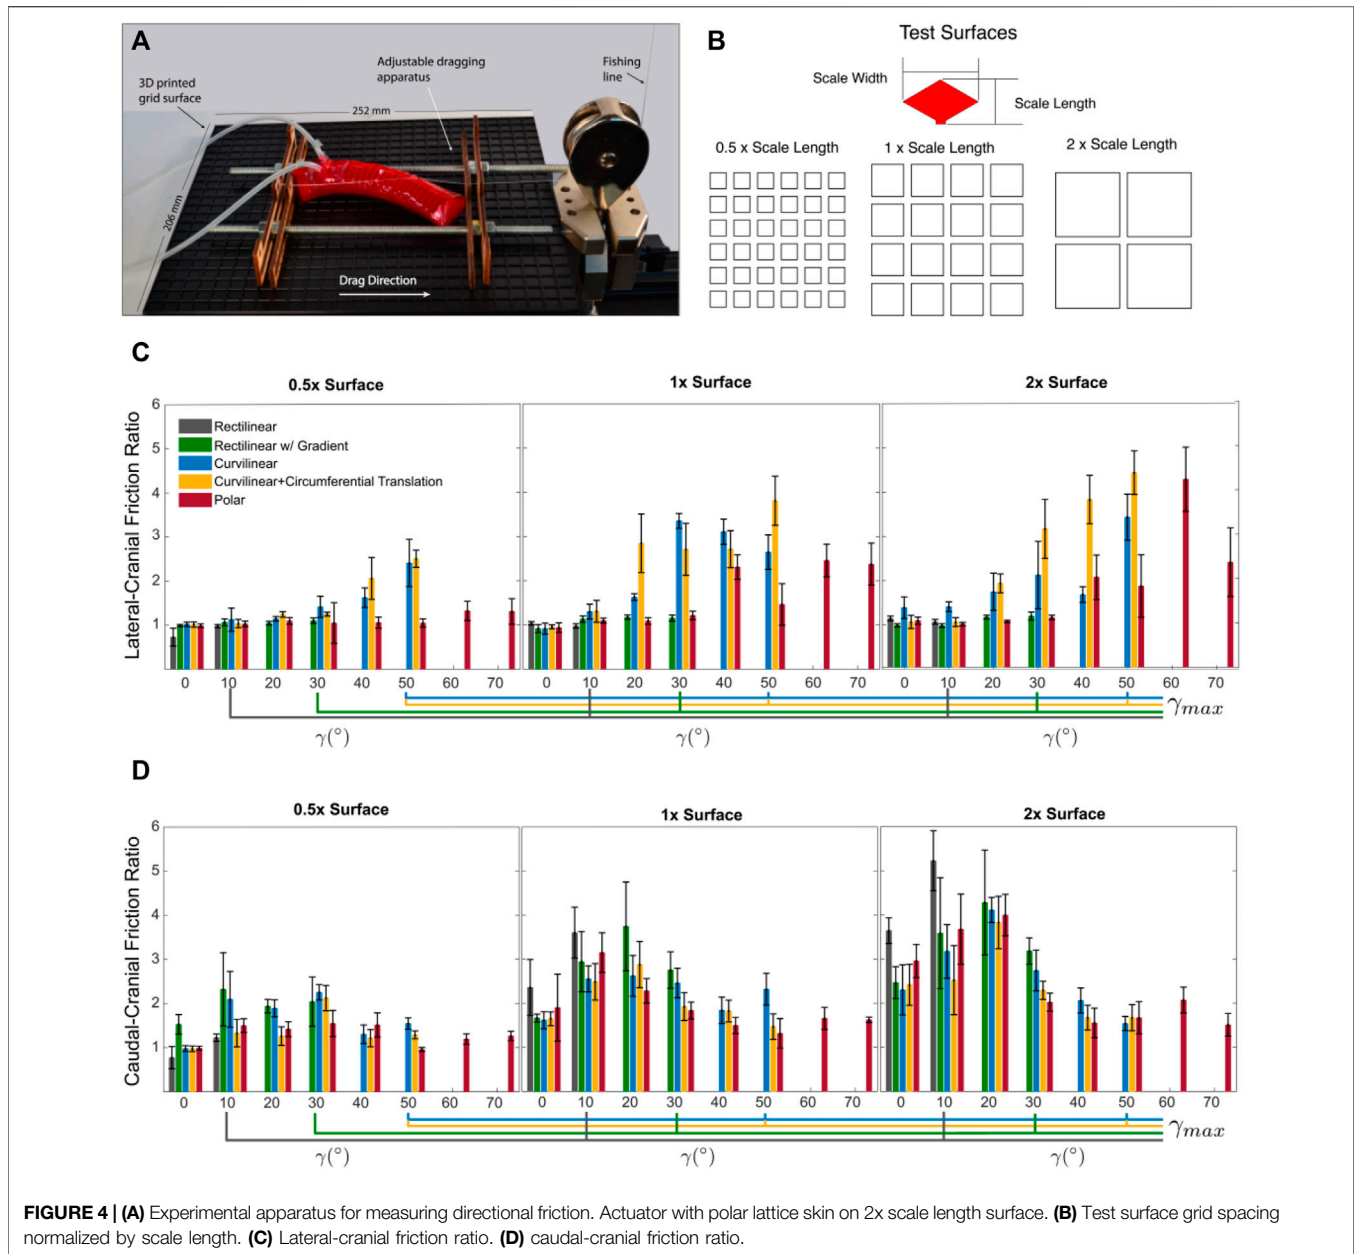 A
3D printed
grid surface
252 mm
Adjustable dragging
apparatus
Fishing
line
206 mm
Drag Direction
B
Test Surfaces
Scale Width
Scale Length
0.5 x Scale Length
1 x Scale Length
2 x Scale Length
C
0.5x Surface
1x Surface
2x Surface
Lateral-Cranial Friction Ratio
6
5
4
3
2
1
Rectilinear
Rectilinear w/ Gradient
Curvilinear
Curvilinear+Circumferential Translation
Polar
0 10 20 30 40 50 60 70
0 10 20 30 40 50 60 70
0 10 20 30 40 50 60 70
γmax
γ(°)
γ(°)
γ(°)
D
0.5x Surface
1x Surface
2x Surface
Caudal-Cranial Friction Ratio
6
5
4
3
2
1
0 10 20 30 40 50 60 70
0 10 20 30 40 50 60 70
0 10 20 30 40 50 60 70
γmax
γ(°)
γ(°)
γ(°)
FIGURE 4 | (A) Experimental apparatus for measuring directional friction. Actuator with polar lattice skin on 2x scale length surface. (B) Test surface grid spacing
normalized by scale length. (C) Lateral-cranial friction ratio. (D) caudal-cranial friction ratio.